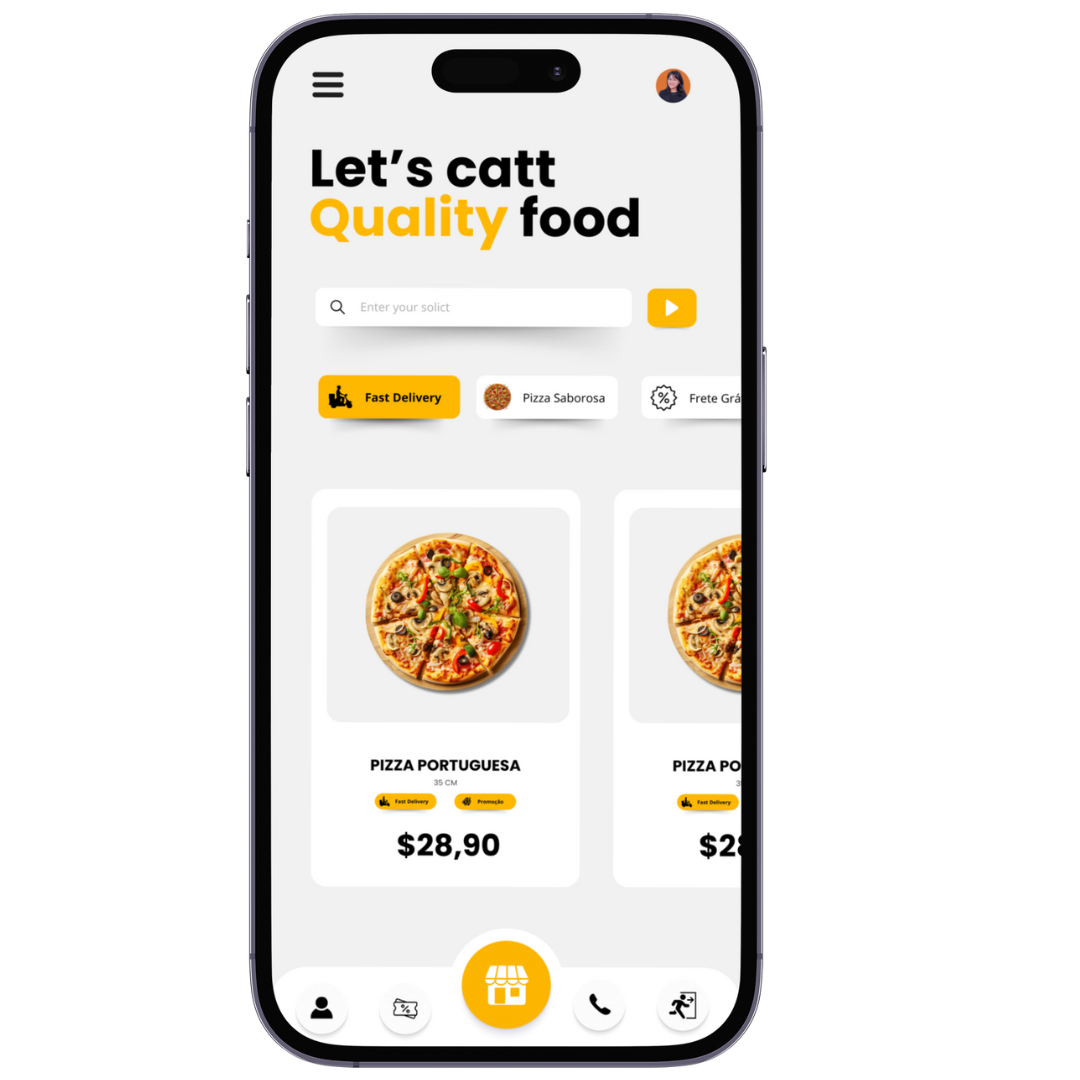 Let’s catt
Quality food
Enter your solict
Fast Delivery
Pizza Saborosa
% Frete Grá
PIZZA PORTUGUESA
35 CM
Fast Delivery
Promoção
$28,90
PIZZA PO
3
Fast Delivery
$28
%